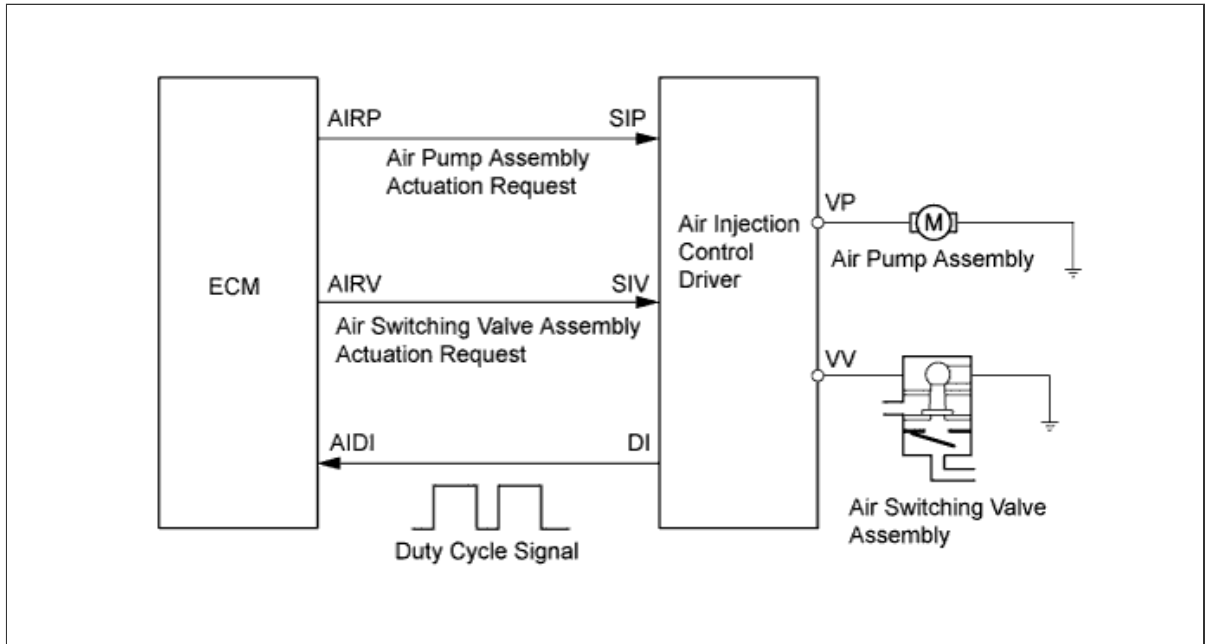 AIRP
SIP
Air Pump Assembly
Actuation Request
ECM
AIRV
SIV
Air Switching Valve Assembly
Actuation Request
AIDI
DI
Duty Cycle Signal
Air Injection
Control
Driver
VP
M
Air Pump Assembly
VV
Air Switching Valve
Assembly